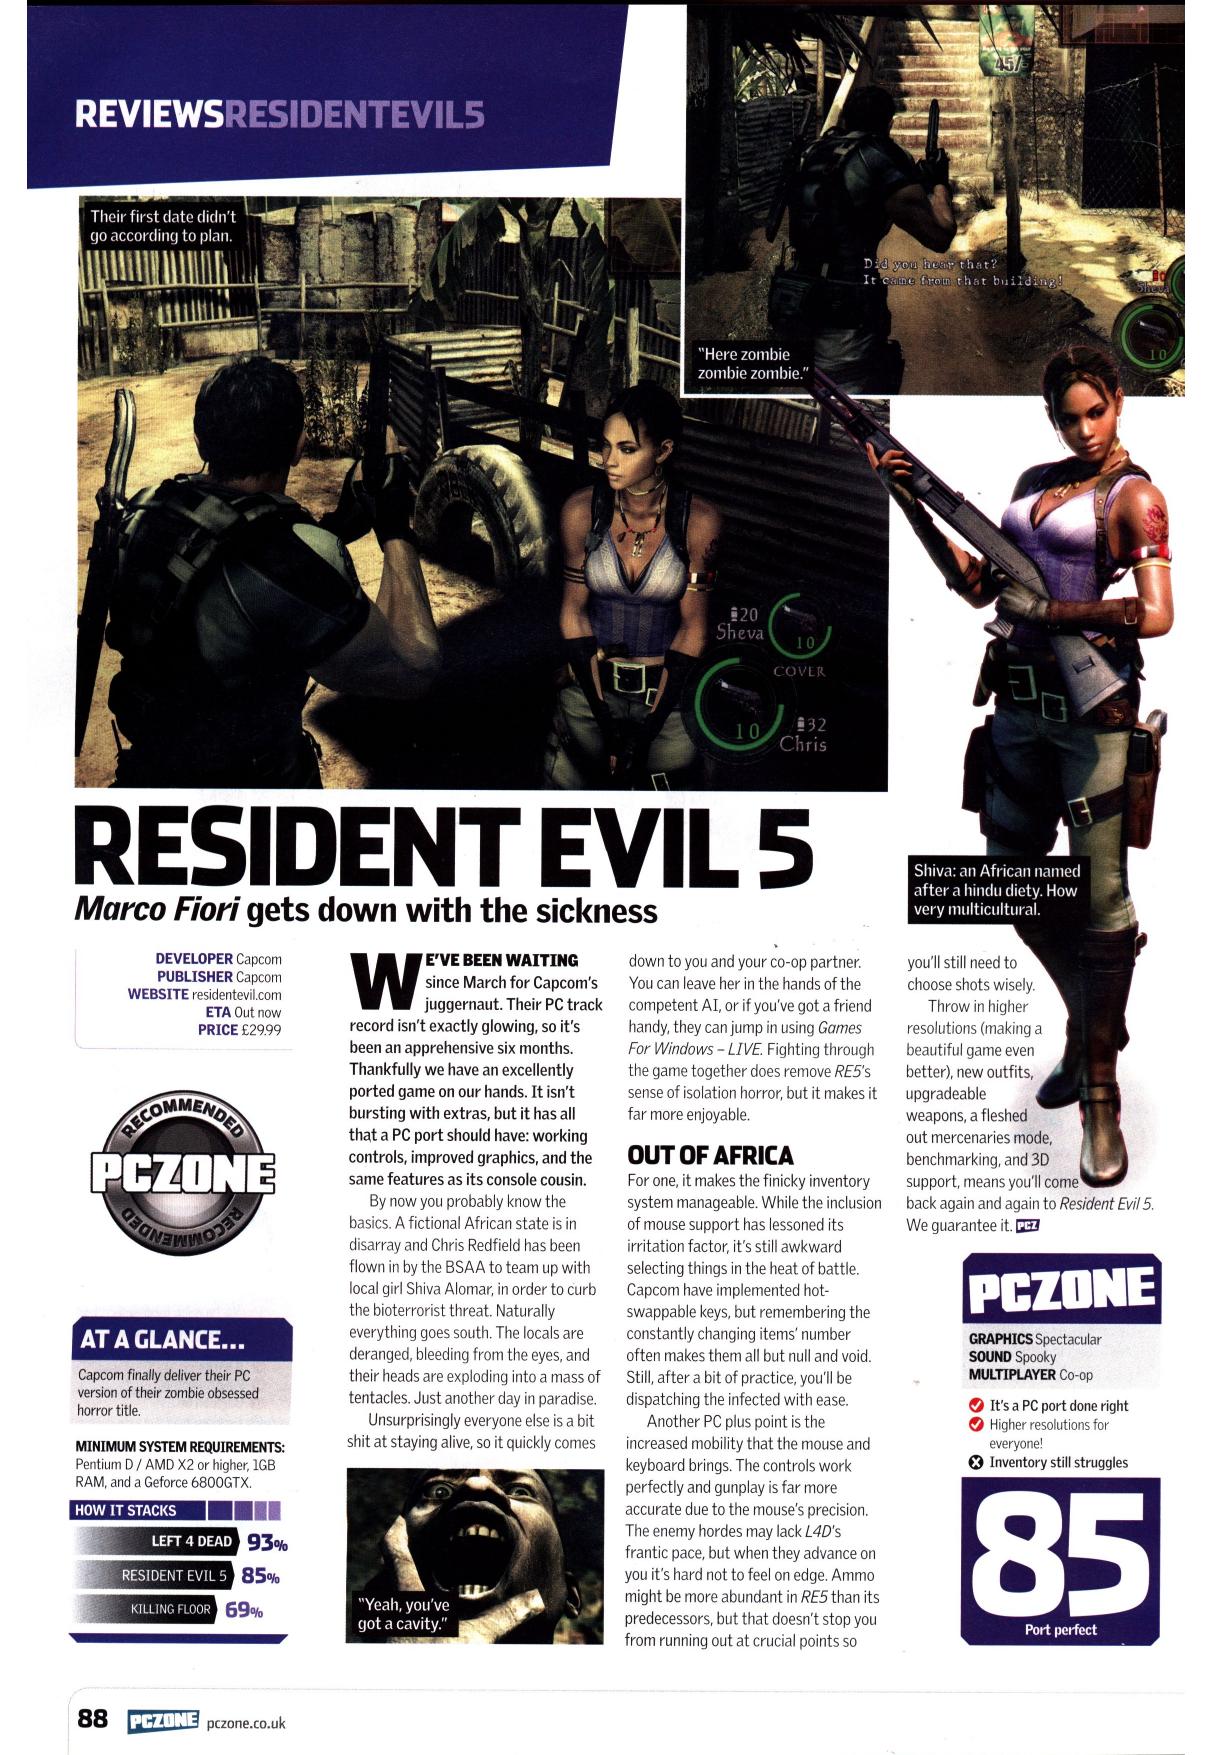 REVIEWSRESIDENTEVIL5
Their first date didn't
go according to plan.
45/-
Did you hear that?
It came from that building!
Sheva
10
"Here zombie
zombie zombie."
20
Sheva
10
COVER
10
32
Chris
RESIDENT EVIL 5
Marco Fiori gets down with the sickness
Shiva: an African named
after a hindu diety. How
very multicultural.
DEVELOPER Capcom
PUBLISHER Capcom
WEBSITE residentevil.com
ETA Out now
PRICE £29.99
RECOMMENDED
PCZONE
RECOMMENDED
AT A GLANCE...
Capcom finally deliver their PC
version of their zombie obsessed
horror title.
MINIMUM SYSTEM REQUIREMENTS:
Pentium D / AMD X2 or higher, 1GB
RAM, and a Geforce 6800GTX.
HOW IT STACKS
LEFT 4 DEAD 93%
RESIDENT EVIL 5 85%
KILLING FLOOR 69%
WE'VE BEEN WAITING
since March for Capcom's
juggernaut. Their PC track
record isn't exactly glowing, so it's
been an apprehensive six months.
Thankfully we have an excellently
ported game on our hands. It isn't
bursting with extras, but it has all
that a PC port should have: working
controls, improved graphics, and the
same features as its console cousin.
By now you probably know the
basics. A fictional African state is in
disarray and Chris Redfield has been
flown in by the BSAA to team up with
local girl Shiva Alomar, in order to curb
the bioterrorist threat. Naturally
everything goes south. The locals are
deranged, bleeding from the eyes, and
their heads are exploding into a mass of
tentacles. Just another day in paradise.
Unsurprisingly everyone else is a bit
shit at staying alive, so it quickly comes
"Yeah, you've
got a cavity."
down to you and your co-op partner.
You can leave her in the hands of the
competent AI, or if you've got a friend
handy, they can jump in using Games
For Windows – LIVE. Fighting through
the game together does remove RE5's
sense of isolation horror, but it makes it
far more enjoyable.
OUT OF AFRICA
For one, it makes the finicky inventory
system manageable. While the inclusion
of mouse support has lessoned its
irritation factor, it's still awkward
selecting things in the heat of battle.
Capcom have implemented hot-
swappable keys, but remembering the
constantly changing items' number
often makes them all but null and void.
Still, after a bit of practice, you'll be
dispatching the infected with ease.
Another PC plus point is the
increased mobility that the mouse and
keyboard brings. The controls work
perfectly and gunplay is far more
accurate due to the mouse's precision.
The enemy hordes may lack L4D's
frantic pace, but when they advance on
you it's hard not to feel on edge. Ammo
might be more abundant in RE5 than its
predecessors, but that doesn't stop you
from running out at crucial points so
you'll still need to
choose shots wisely.
Throw in higher
resolutions (making a
beautiful game even
better), new outfits,
upgradeable
weapons, a fleshed
out mercenaries mode,
benchmarking, and 3D
support, means you'll come
back again and again to Resident Evil 5.
We guarantee it. PCZ
PCZONE
GRAPHICS Spectacular
SOUND Spooky
MULTIPLAYER Co-op
It's a PC port done right
Higher resolutions for
everyone!
Inventory still struggles
85
Port perfect
88 PCZONE pczone.co.uk